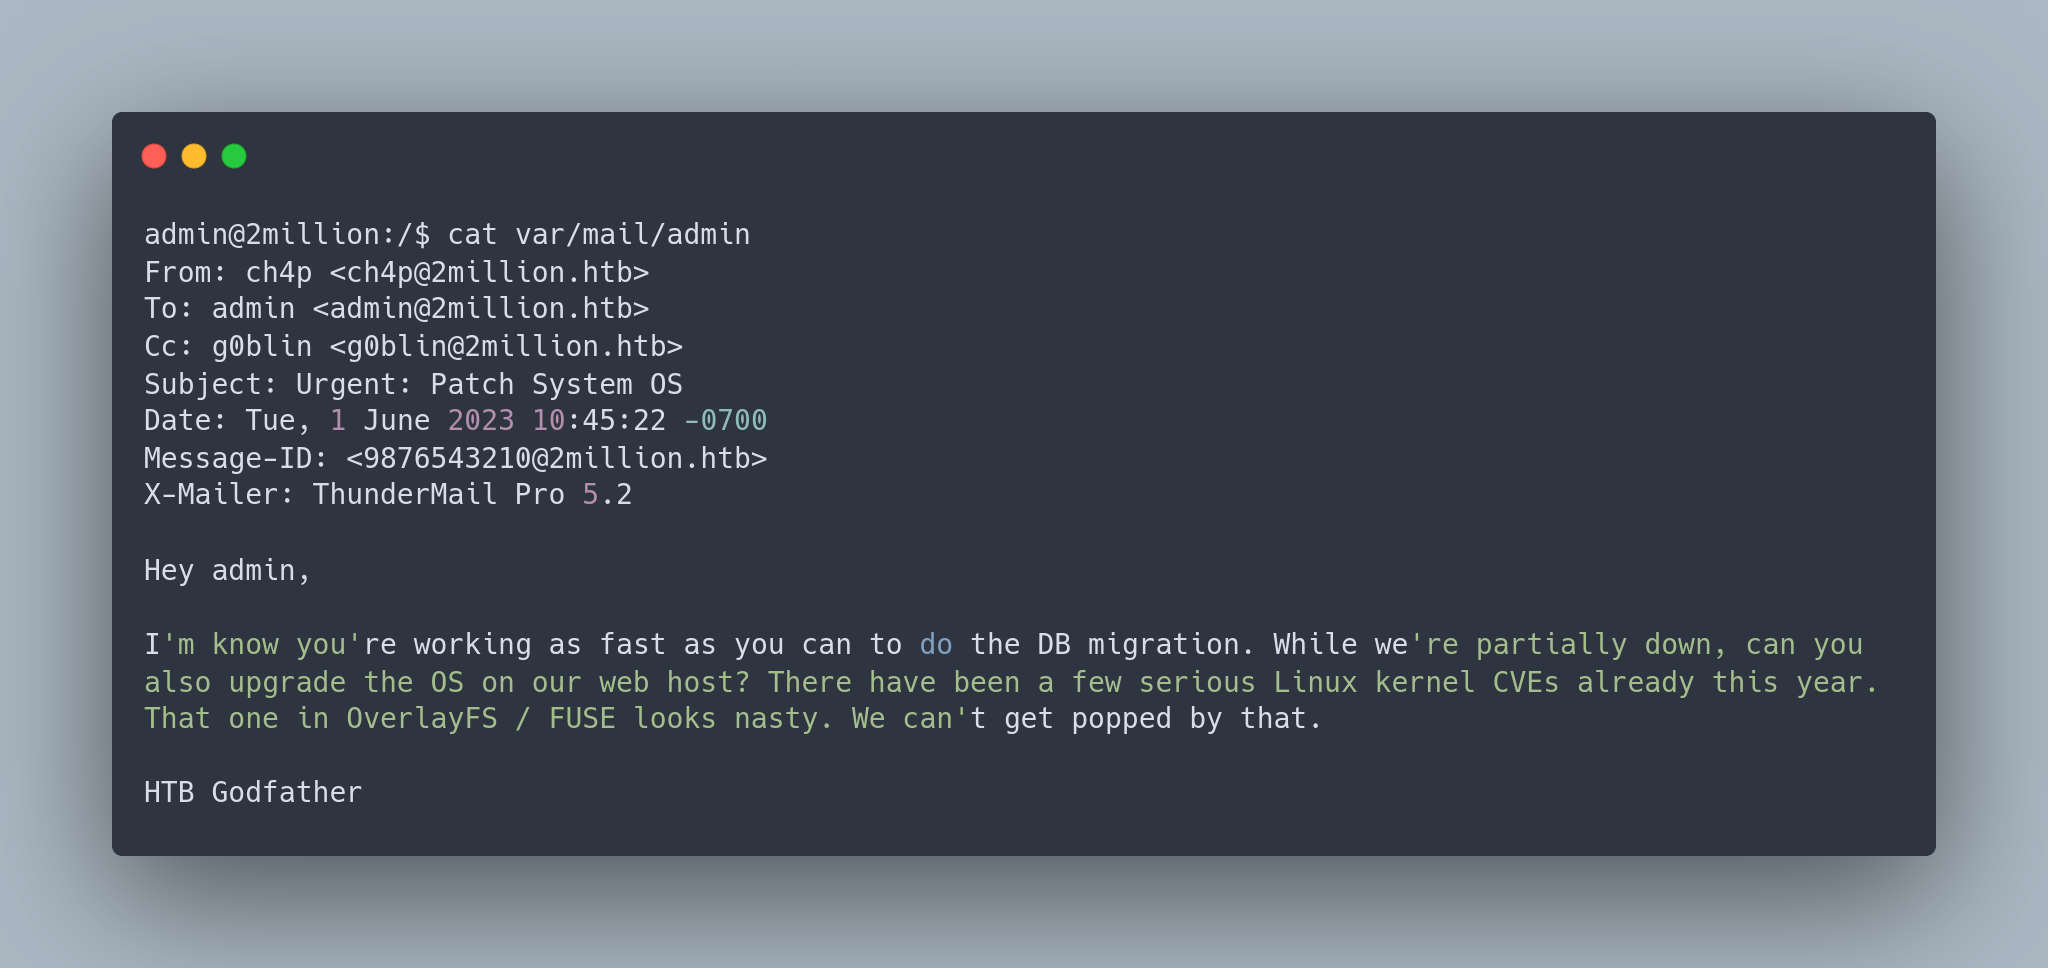 admin@2million:/$ cat var/mail/admin
From: ch4p <ch4p@2million.htb>
To: admin <admin@2million.htb>
Cc: g0blin <g0blin@2million.htb>
Subject: Urgent: Patch System OS
Date: Tue, 1 June 2023 10:45:22 -0700
Message-ID: <9876543210@2million.htb>
X-Mailer: ThunderMail Pro 5.2
Hey admin,
I'm know you're working as fast as you can to do the DB migration. While we're partially down, can you
also upgrade the OS on our web host? There have been a few serious Linux kernel CVEs already this year.
That one in OverlayFS / FUSE looks nasty. We can't get popped by that.
HTB Godfather